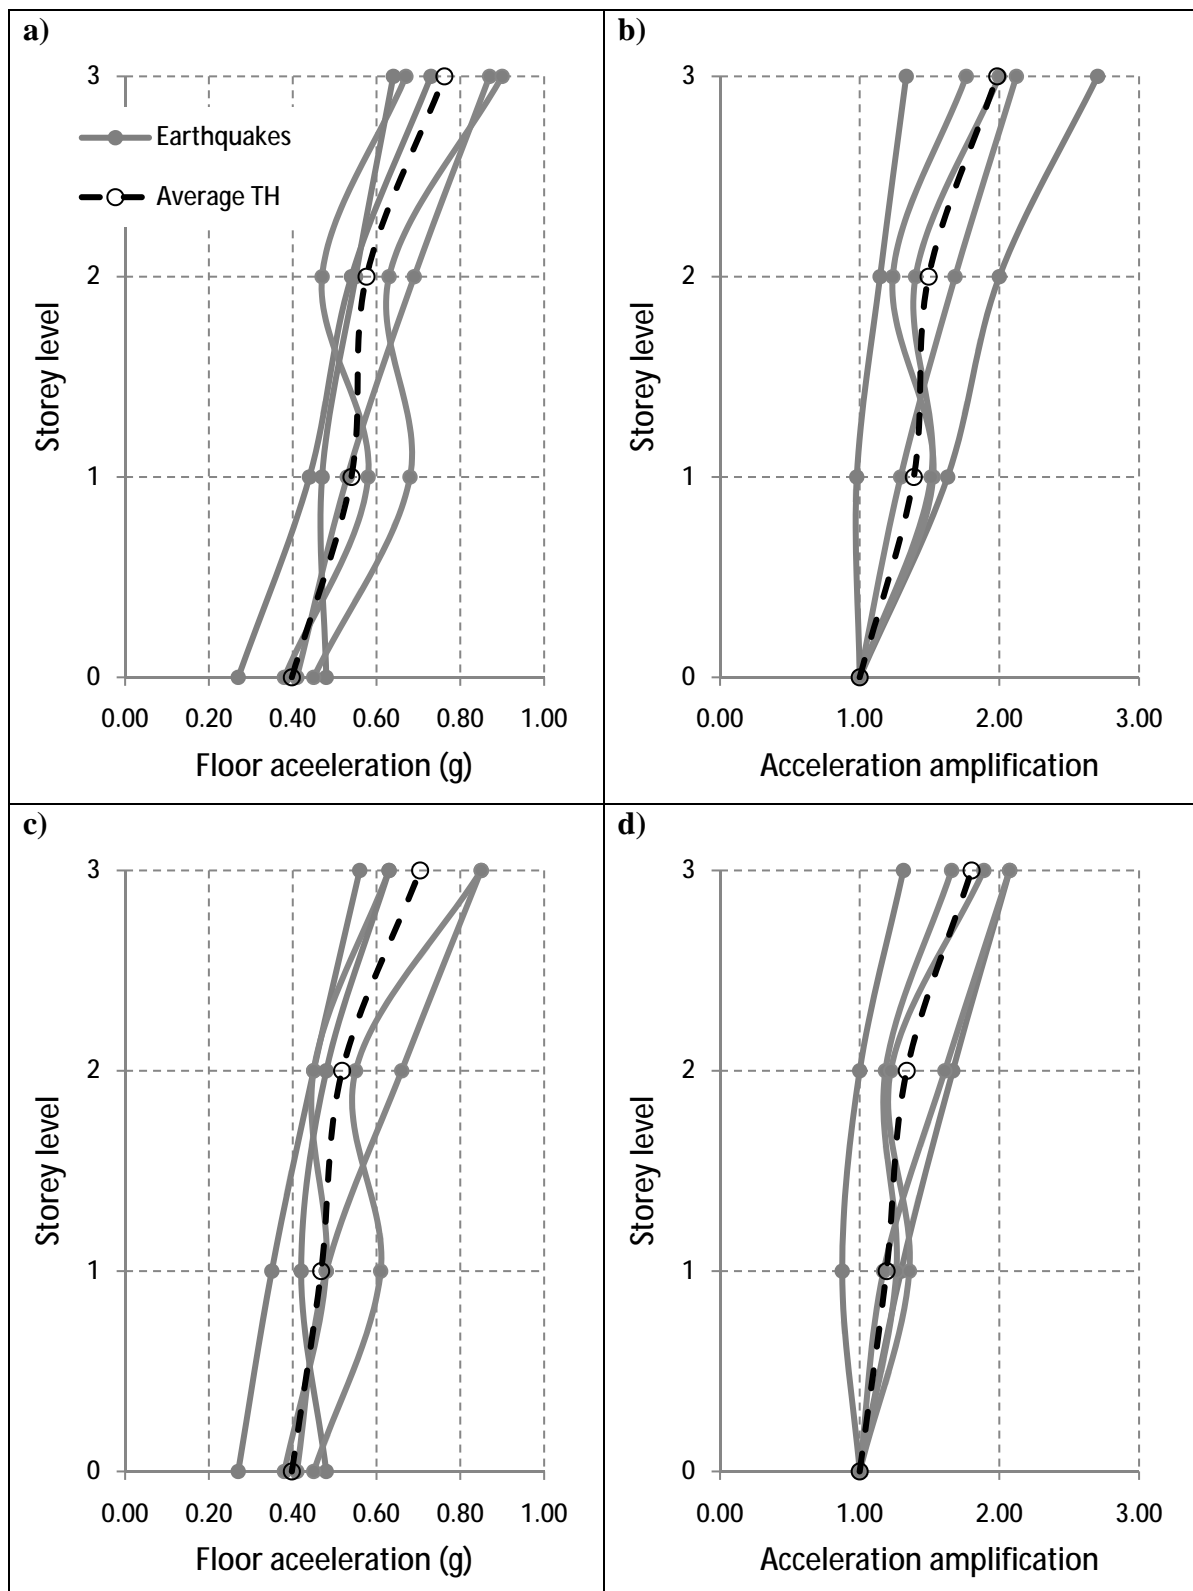 a)
3
2
1
0
Storey level
Earthquakes
Average TH
0.00 0.20 0.40 0.60 0.80 1.00
Floor aceeleration (g)
b)
3
2
1
0
Storey level
0.00 1.00 2.00 3.00
Acceleration amplification
c)
3
2
1
0
Storey level
0.00 0.20 0.40 0.60 0.80 1.00
Floor aceeleration (g)
d)
3
2
1
0
Storey level
0.00 1.00 2.00 3.00
Acceleration amplification